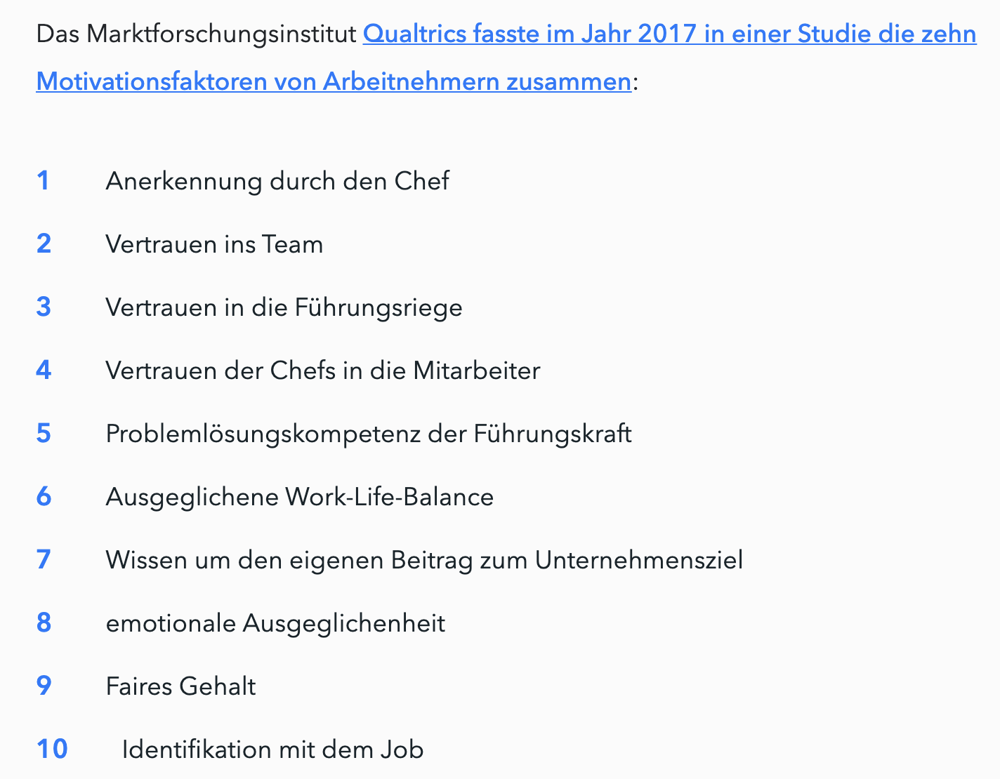 Das Marktforschungsinstitut Qualtrics fasste im Jahr 2017 in einer Studie die zehn
Motivationsfaktoren von Arbeitnehmern zusammen:
1 Anerkennung durch den Chef
2 Vertrauen ins Team
3 Vertrauen in die Führungsriege
4 Vertrauen der Chefs in die Mitarbeiter
5 Problemlösungskompetenz der Führungskraft
6 Ausgeglichene Work-Life-Balance
7 Wissen um den eigenen Beitrag zum Unternehmensziel
8 emotionale Ausgeglichenheit
9 Faires Gehalt
10 Identifikation mit dem Job